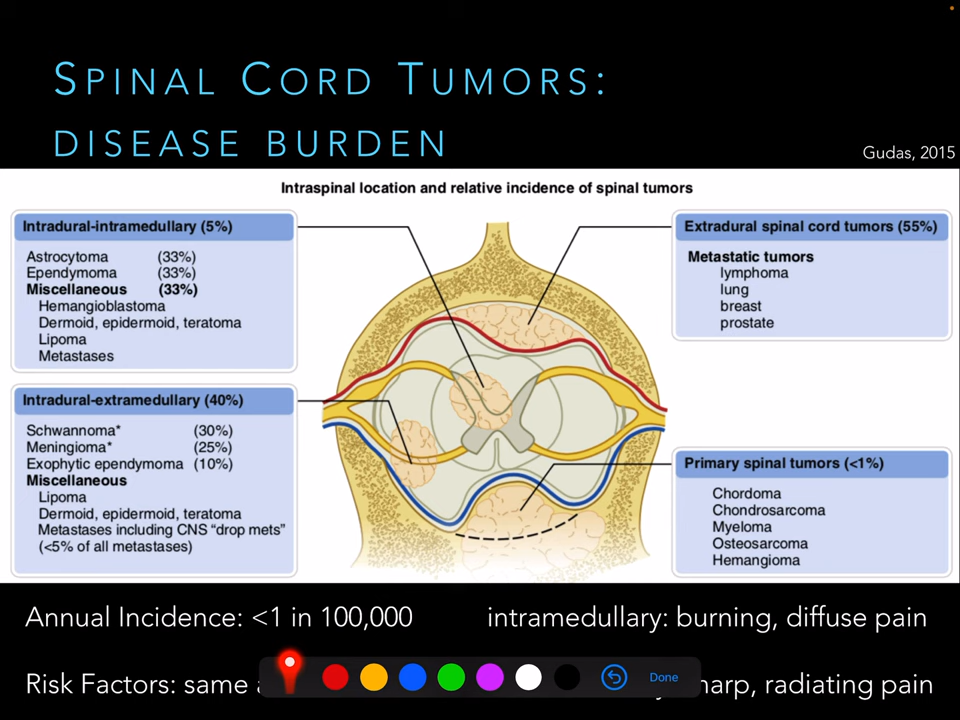 SPINAL CORD TUMORS:
DISEASE BURDEN
Gudas, 2015
Intraspinal location and relative incidence of spinal tumors
Intradural-intramedullary (5%)
Astrocytoma (33%)
Ependymoma (33%)
Miscellaneous (33%)
Hemangioblastoma
Dermoid, epidermoid, teratoma
Lipoma
Metastases
Intradural-extramedullary (40%)
Schwannoma* (30%)
Meningioma* (25%)
Exophytic ependymoma (10%)
Miscellaneous
Lipoma
Dermoid, epidermoid, teratoma
Metastases including CNS “drop mets”
(<5% of all metastases)
Extradural spinal cord tumors (55%)
Metastatic tumors
lymphoma
lung
breast
prostate
Primary spinal tumors (<1%)
Chordoma
Chondrosarcoma
Myeloma
Osteosarcoma
Hemangioma
Annual Incidence: <1 in 100,000
intramedullary: burning, diffuse pain
Risk Factors: same
radiating pain
Done